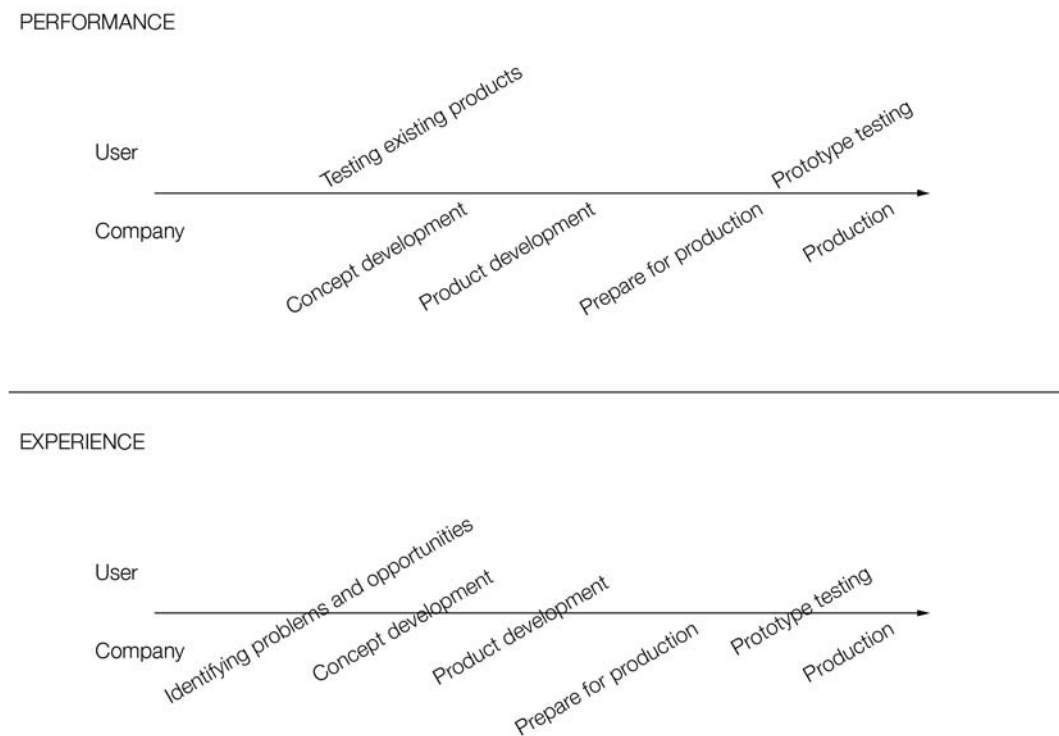 PERFORMANCE
User
Testing existing products
Prototype testing
Company
Concept development
Product development
Prepare for production
Production
EXPERIENCE
User
Company
Identifying problems and opportunities
Concept development
Product development
Prepare for production
Prototype testing
Production